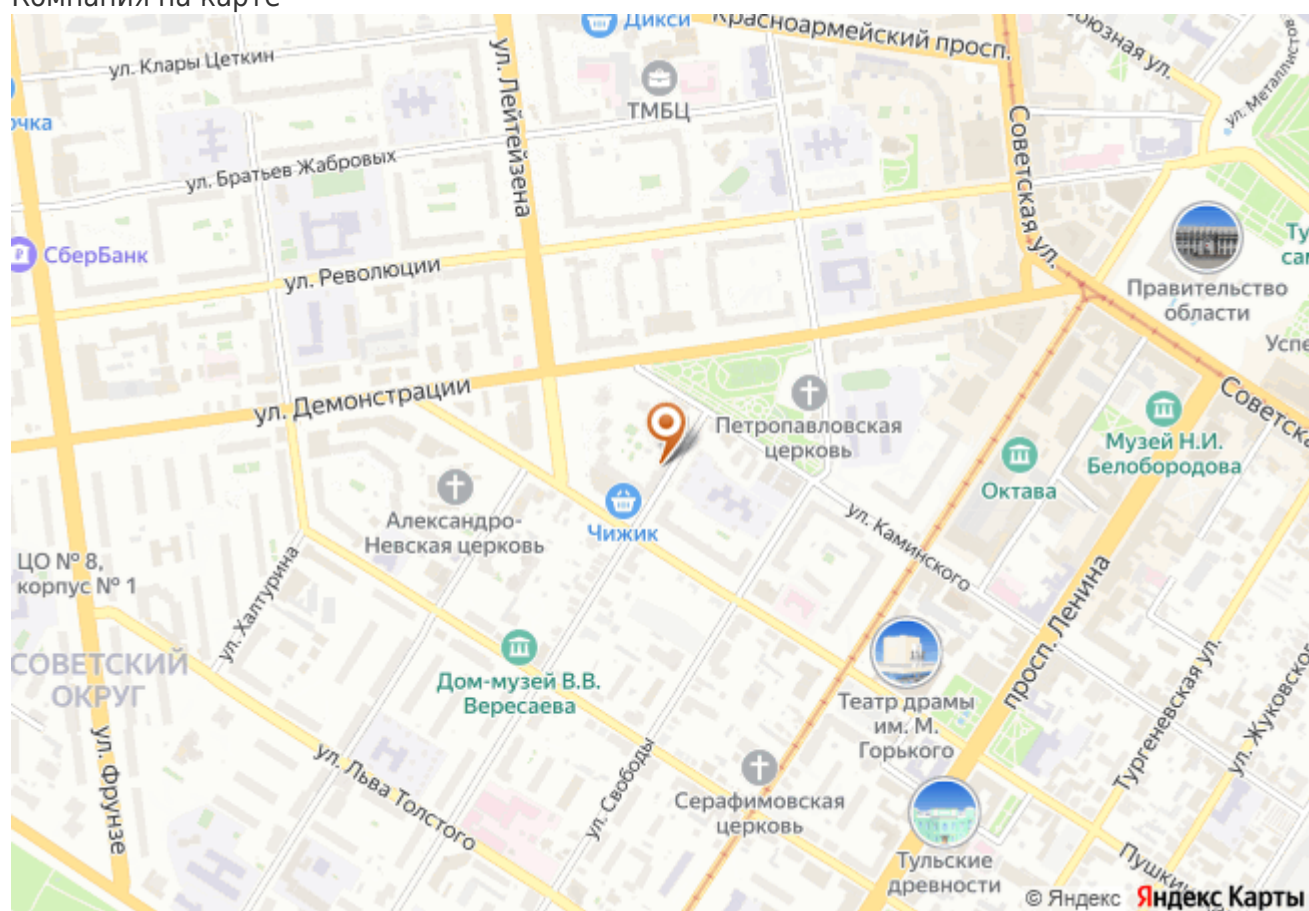 Компания на карте
Дикси
Красноармейский просп.
ул. Клары Цеткин
ул. Лейтейзена
ТМБЦ
ул. Братьев Жабровых
Советская ул.
СберБанк
ул. Революции
Правительство
области
ул. Демонстрации
Петропавловская
церковь
Музей Н.И.
Белобородова
Октава
Александро-
Невская церковь
Чижик
ул. Каминского
ЦО № 8,
корпус № 1
ул. Халтурина
СОВЕТСКИЙ
ОКРУГ
Дом-музей В.В.
Вересаева
просп. Ленина
Театр драмы
им. М.
Горького
Тургеневская ул.
ул. Фрунзе
ул. Льва Толстого
ул. Свободы
Серафимовская
церковь
Тульские
древности
© Яндекс Яндекс Карты